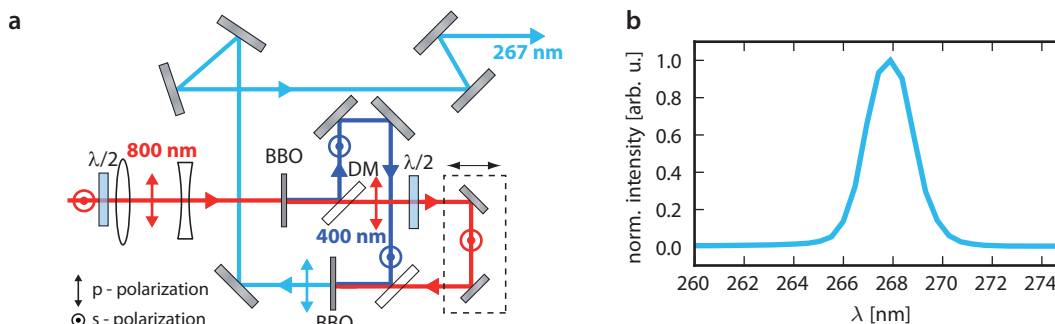 a
267 nm
λ/2
800 nm
BBO
DM
λ/2
400 nm
p - polarization
s - polarization
BBO
b
norm. intensity [arb. u.]
1.0
0.8
0.6
0.4
0.2
0.0
260 262 264 266 268 270 272 274
λ [nm]